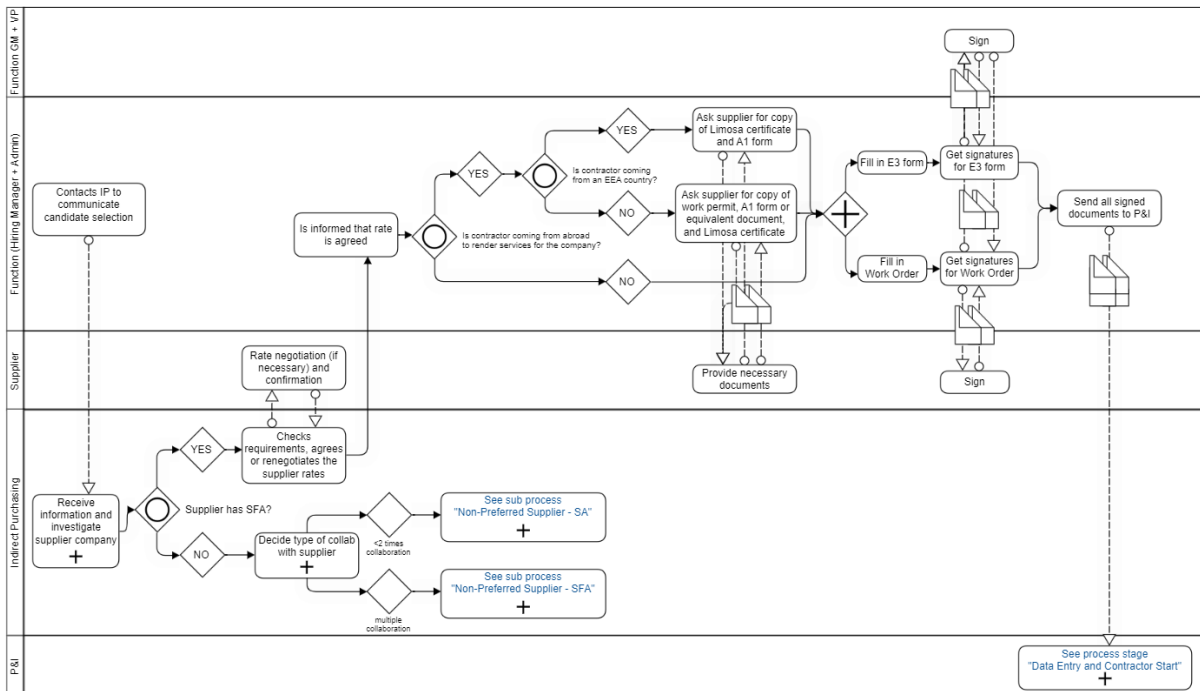 Function GM + VP
Sign
Function (Hiring Manager + Admin)
Contacts IP to
communicate
candidate selection
Is informed that rate
is agreed
Is contractor coming from abroad
to render services for the company?
YES
NO
Is contractor coming
from an EEA country?
YES
NO
Ask supplier for copy
of Limosa certificate
and A1 form
Ask supplier for copy of
work permit, A1 form or
equivalent document,
and Limosa certificate
Fill in E3 form
Get signatures
for E3 form
Fill in
Work Order
Get signatures
for Work Order
Send all signed
documents to P&I
Supplier
Rate negotiation (if
necessary) and
confirmation
Provide necessary
documents
Sign
Indirect Purchasing
Receive
information and
investigate
supplier company
Supplier has SFA?
YES
Checks
requirements, agrees
or renegotiates the
supplier rates
NO
Decide type of collab
with supplier
<2 times
collaboration
See sub process
"Non-Preferred Supplier - SA"
multiple
collaboration
See sub process
"Non-Preferred Supplier - SFA"
P&I
See process stage
"Data Entry and Contractor Start"